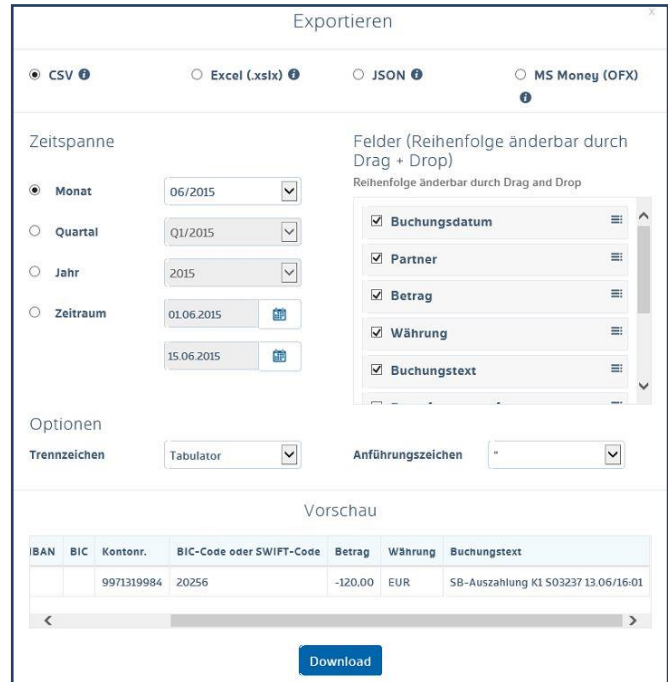 x
Exportieren
CSV
Excel (.xslx)
JSON
MS Money (OFX)
Zeitspanne
Monat
06/2015
Quartal
Q1/2015
Jahr
2015
Zeitraum
01.06.2015
15.06.2015
Felder (Reihenfolge änderbar durch
Drag + Drop)
Reihenfolge änderbar durch Drag and Drop
Buchungsdatum
Partner
Betrag
Währung
Buchungstext
Optionen
Trennzeichen
Tabulator
Anführungszeichen
"
Vorschau
IBAN BIC Kontonr. BIC-Code oder SWIFT-Code Betrag Währung Buchungstext
9971319984 20256 -120,00 EUR SB-Auszahlung K1 S03237 13.06/16:01
Download